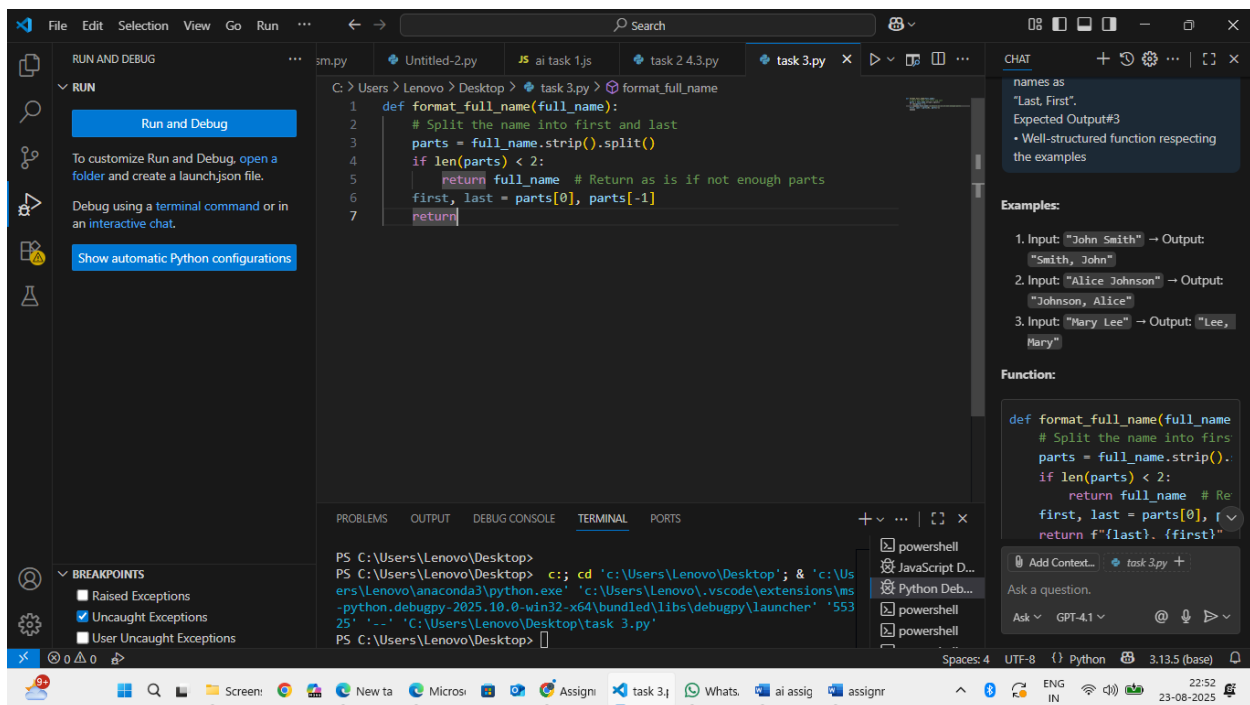 File Edit Selection View Go Run ··· Search
RUN AND DEBUG ···
RUN
Run and Debug
To customize Run and Debug, open a
folder and create a launch.json file.
Debug using a terminal command or in
an interactive chat.
Show automatic Python configurations
BREAKPOINTS
Raised Exceptions
Uncaught Exceptions
User Uncaught Exceptions
sm.py Untitled-2.py JS ai task 1.js task 2 4.3.py task 3.py
C: > Users > Lenovo > Desktop > task 3.py > format_full_name
1 def format_full_name(full_name):
2     # Split the name into first and last
3     parts = full_name.strip().split()
4     if len(parts) < 2:
5         return full_name  # Return as is if not enough parts
6     first, last = parts[0], parts[-1]
7     return
PROBLEMS OUTPUT DEBUG CONSOLE TERMINAL PORTS
PS C:\Users\Lenovo\Desktop>
PS C:\Users\Lenovo\Desktop>  c:; cd 'c:\Users\Lenovo\Desktop'; & 'c:\Us
ers\Lenovo\anaconda3\python.exe' 'c:\Users\Lenovo\.vscode\extensions\ms
-python.debugpy-2025.10.0-win32-x64\bundled\libs\debugpy\launcher' '553
25' '--' 'C:\Users\Lenovo\Desktop\task 3.py'
PS C:\Users\Lenovo\Desktop>
powershell
JavaScript D...
Python Deb...
powershell
powershell
CHAT
names as
"Last, First".
Expected Output#3
• Well-structured function respecting
the examples
Examples:
1. Input: "John Smith" → Output:
"Smith, John"
2. Input: "Alice Johnson" → Output:
"Johnson, Alice"
3. Input: "Mary Lee" → Output: "Lee,
Mary"
Function:
def format_full_name(full_name
    # Split the name into firs
    parts = full_name.strip().
    if len(parts) < 2:
        return full_name  # Re
    first, last = parts[0],
    return f"{last}, {first}"
Add Context... task 3.py +
Ask a question.
Ask GPT-4.1
0 0 Spaces: 4 UTF-8 {} Python 3.13.5 (base)
9+ Screen: New ta Micros Assign task 3.p Whats. ai assig assignr ENG IN 22:52 23-08-2025